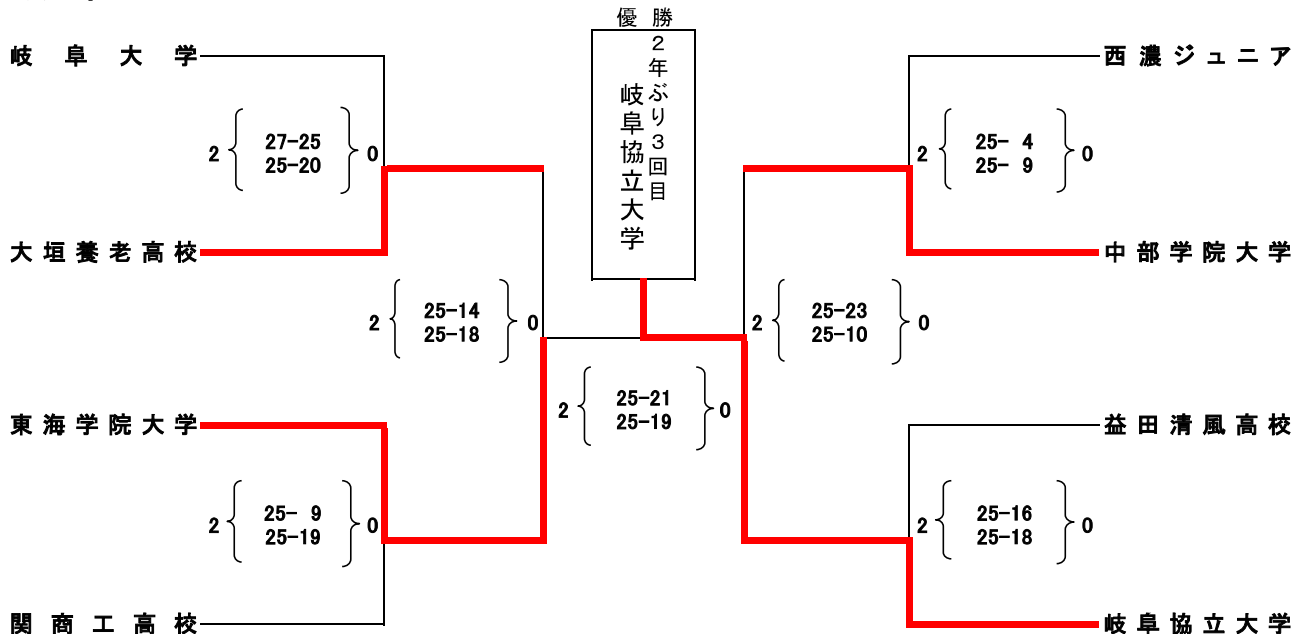 優勝
2年ぶり3回目
岐阜協立大学
岐阜大学
2 27-25 0
25-20
大垣養老高校
2 25-14 0
25-18
東海学院大学
2 25- 9 0
25-19
関商工高校
2 25-21 0
25-19
西濃ジュニア
2 25- 4 0
25- 9
中部学院大学
2 25-23 0
25-10
益田清風高校
2 25-16 0
25-18
岐阜協立大学